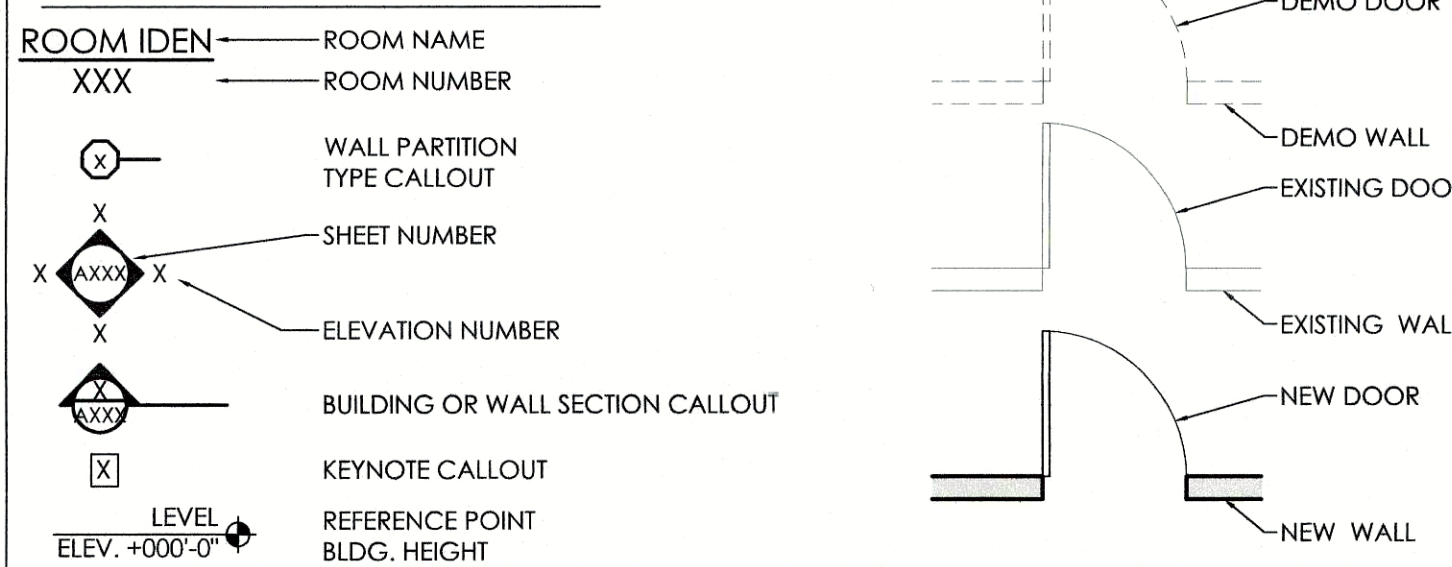 ROOM IDEN
ROOM NAME
XXX
ROOM NUMBER
X
WALL PARTITION
TYPE CALLOUT
X
SHEET NUMBER
X
AXXX
X
X
ELEVATION NUMBER
X
AXXX
BUILDING OR WALL SECTION CALLOUT
X
KEYNOTE CALLOUT
LEVEL
ELEV. +000'-0"
REFERENCE POINT
BLDG. HEIGHT
DEMO DOOR
DEMO WALL
EXISTING DOO
EXISTING WAL
NEW DOOR
NEW WALL